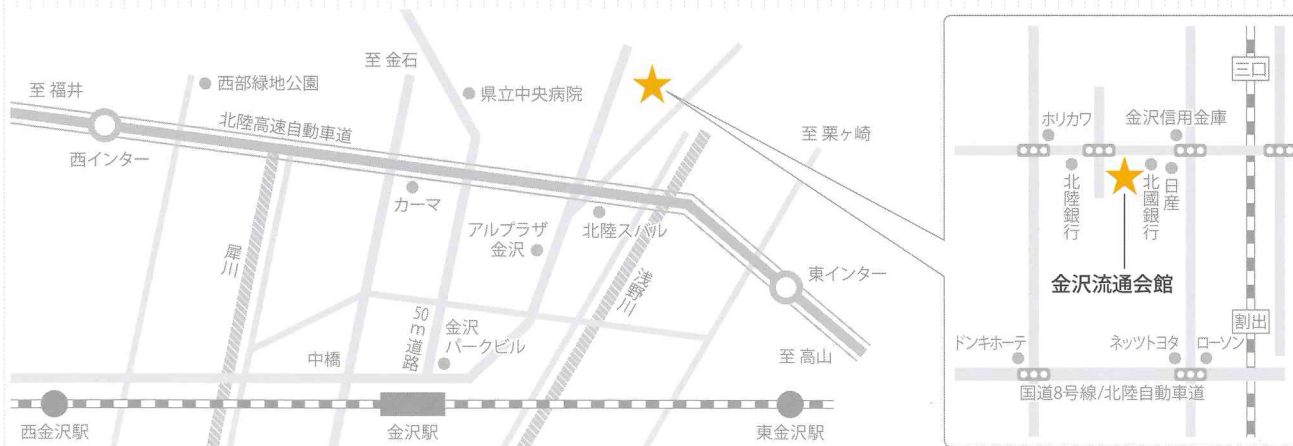 至 福井
西部緑地公園
至 金石
県立中央病院
至 栗ヶ崎
北陸高速自動車道
西インター
カーマ
アルプラザ
金沢
北陸スバル
犀川
浅野川
東インター
50m道路
金沢
パークビル
中橋
至 高山
西金沢駅
金沢駅
東金沢駅
三口
ホリカワ
金沢信用金庫
北陸銀行
北國銀行
日産
金沢流通会館
割出
ドンキホーテ
ネッツトヨタ
ローソン
国道8号線/北陸自動車道